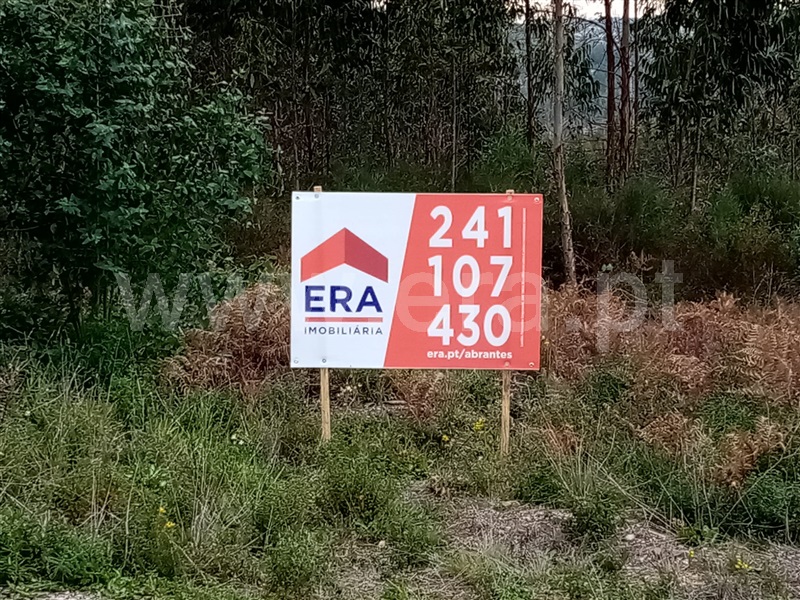 ERA
IMOBILIÁRIA
241
107
430
era.pt/abrantes
www.era.pt